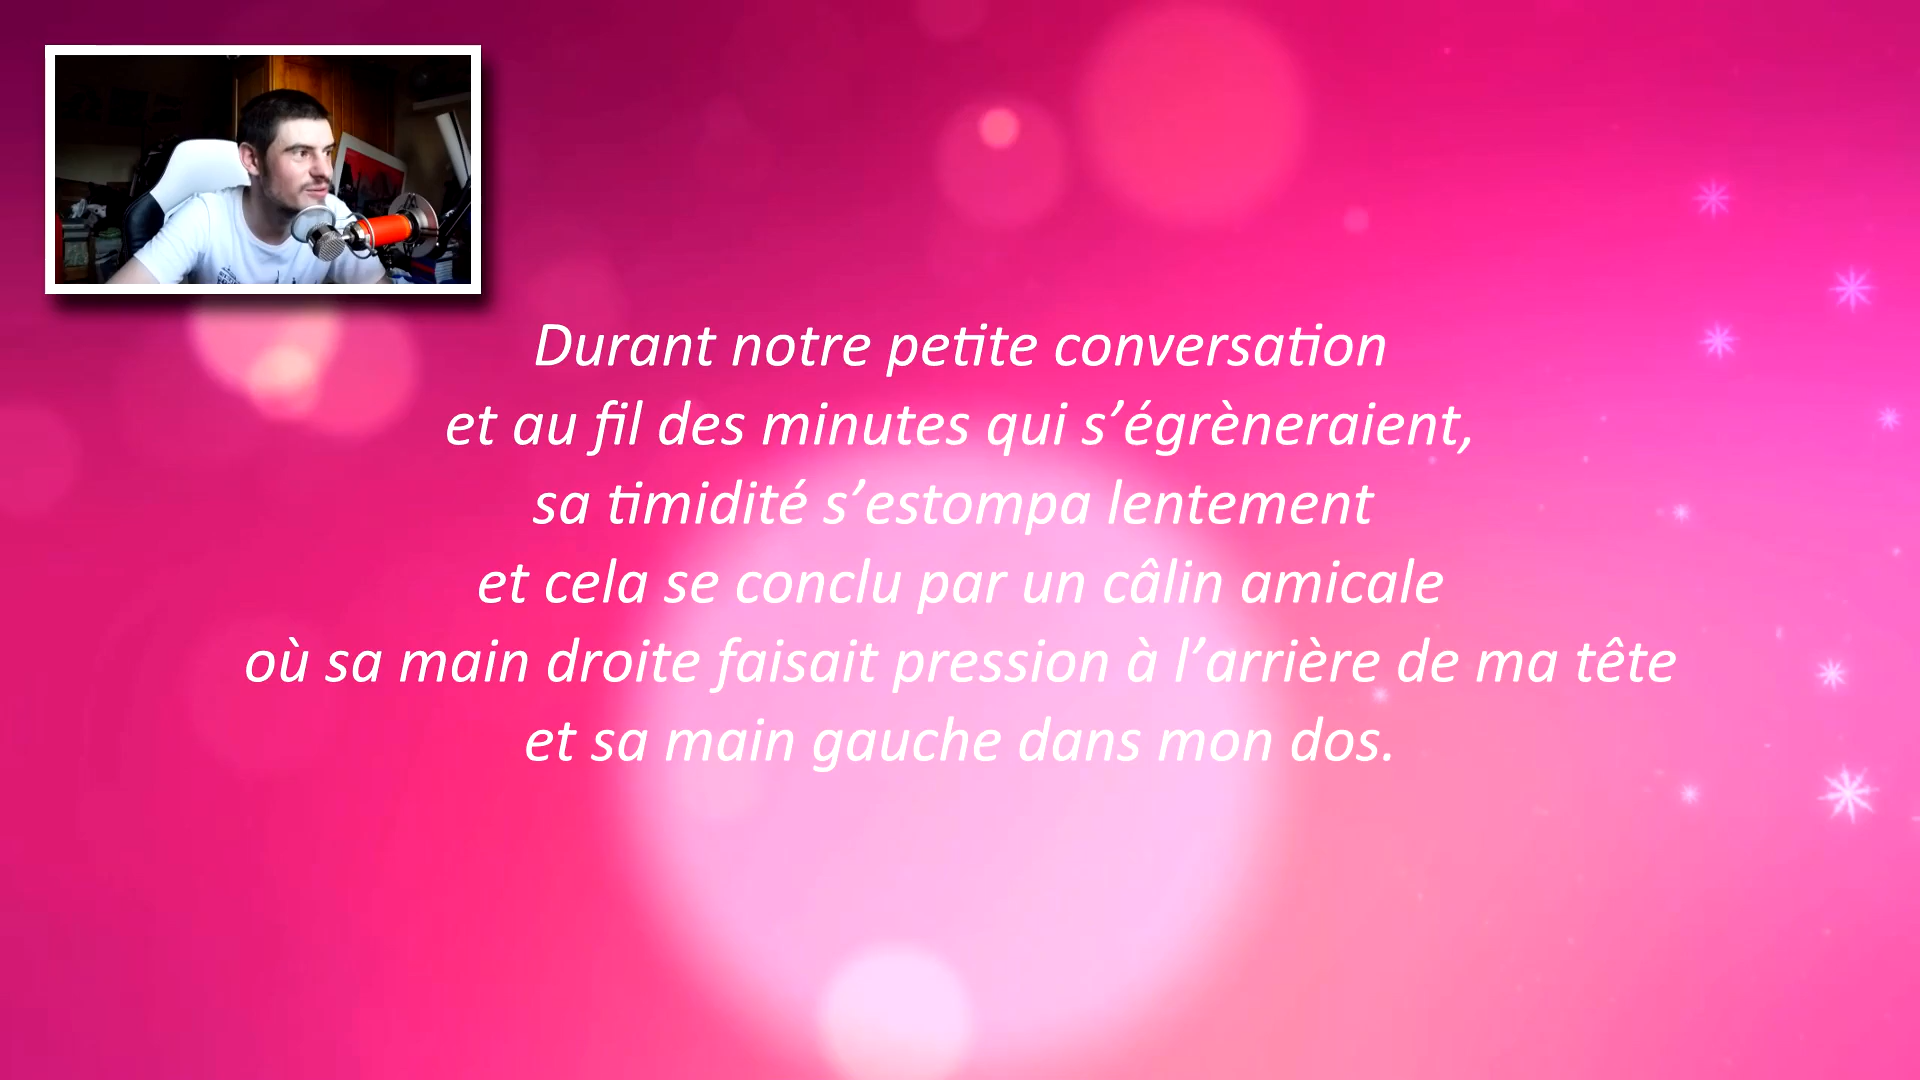 Durant notre petite conversation
et au fil des minutes qui s’égrèneraient,
sa timidité s’estompa lentement
et cela se conclu par un câlin amicale
où sa main droite faisait pression à l’arrière de ma tête
et sa main gauche dans mon dos.